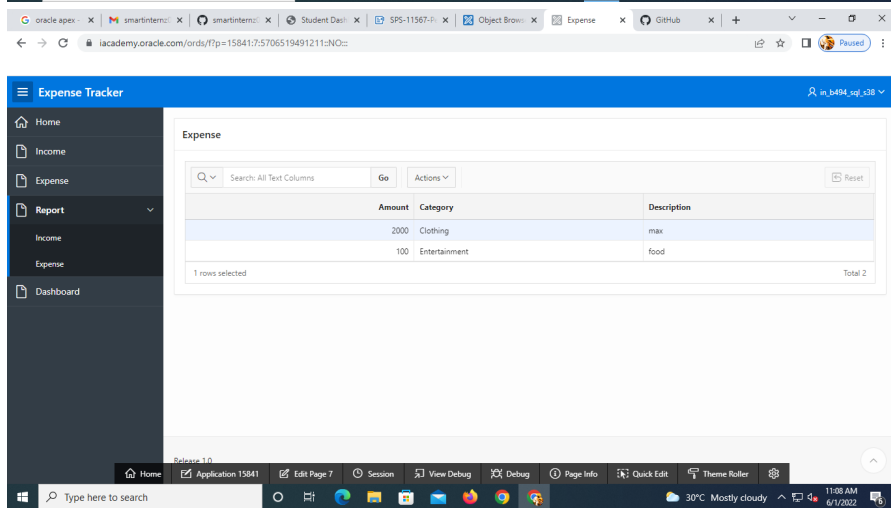 oracle apex -
smartinternz
smartinternz
Student Dash
SPS-11567-Pe
Object Brows
Expense
GitHub
iacademy.oracle.com/ords/f?p=15841:7:5706519491211::NO:::
Paused
Expense Tracker
in_b494_sql_s38
Home
Income
Expense
Report
Income
Expense
Dashboard
Expense
Search: All Text Columns
Go
Actions
Reset
Amount Category Description
2000 Clothing max
100 Entertainment food
1 rows selected
Total 2
Release 1.0
Home
Application 15841
Edit Page 7
Session
View Debug
Debug
Page Info
Quick Edit
Theme Roller
Type here to search
30°C Mostly cloudy
11:08 AM
6/1/2022